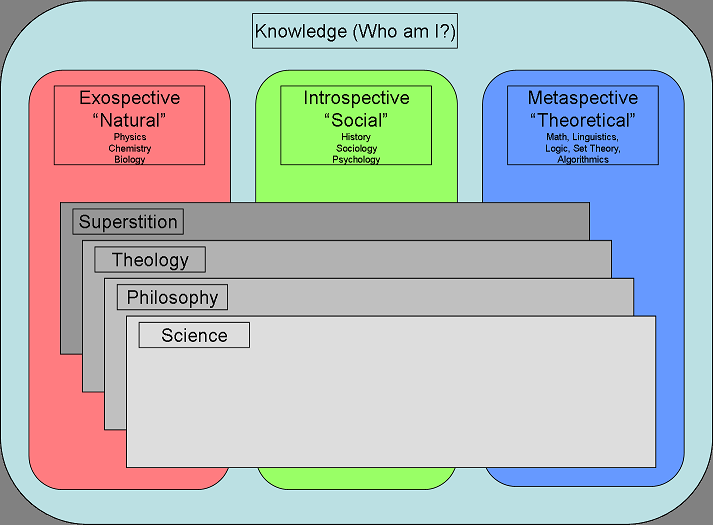 Knowledge (Who am I?)
Exospective
“Natural”
Physics
Chemistry
Biology
Introspective
“Social”
History
Sociology
Psychology
Metaspective
“Theoretical”
Math, Linguistics,
Logic, Set Theory,
Algorithmics
Superstition
Theology
Philosophy
Science